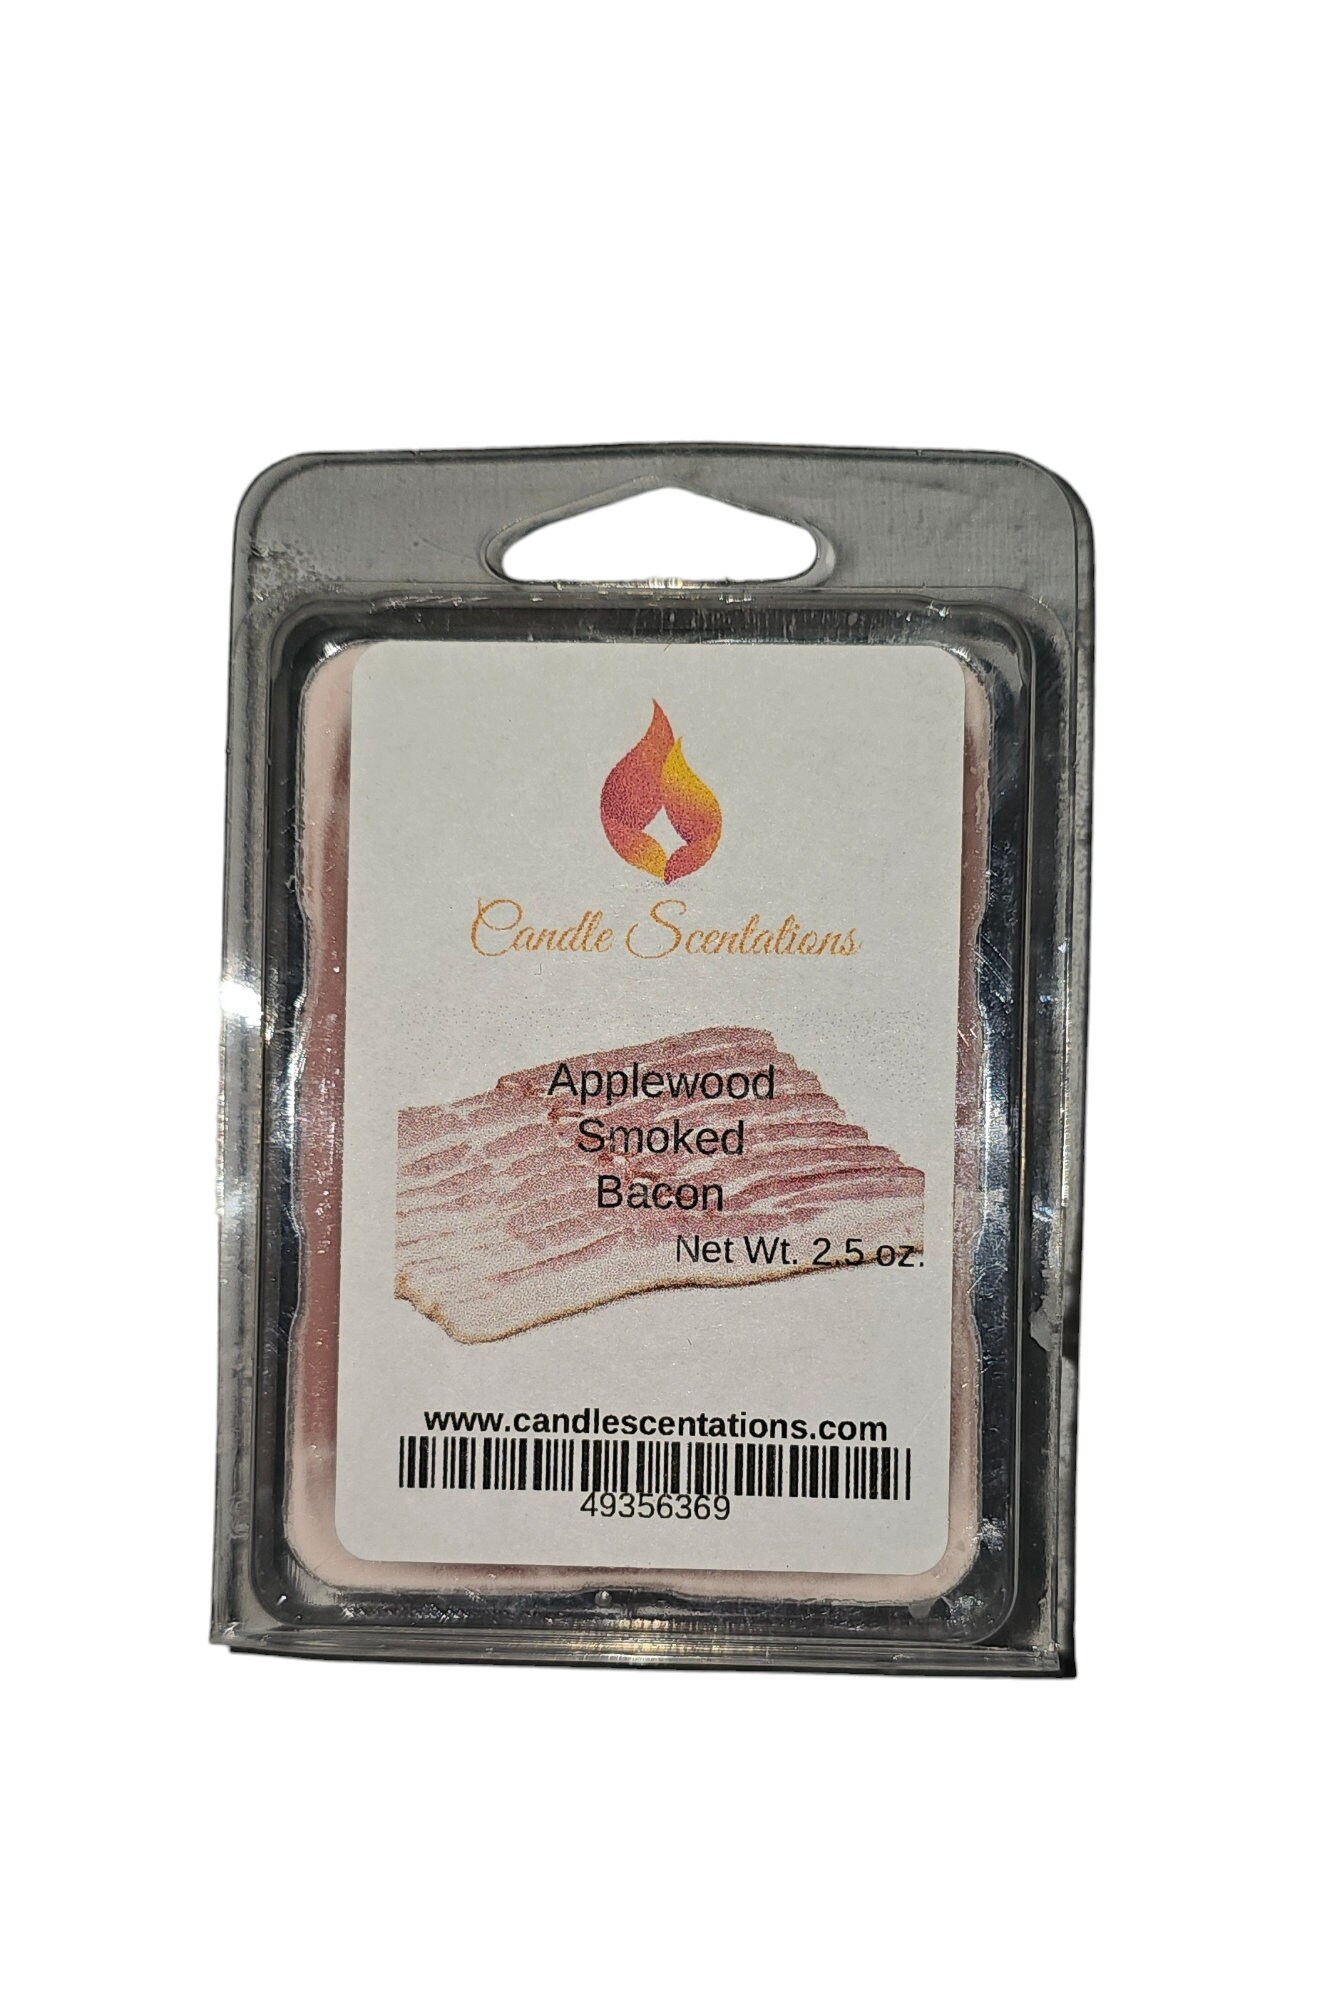 Candle Scentations
Applewood
Smoked
Bacon
Net Wt. 2.5 oz.
www.candlescentations.com
49356369